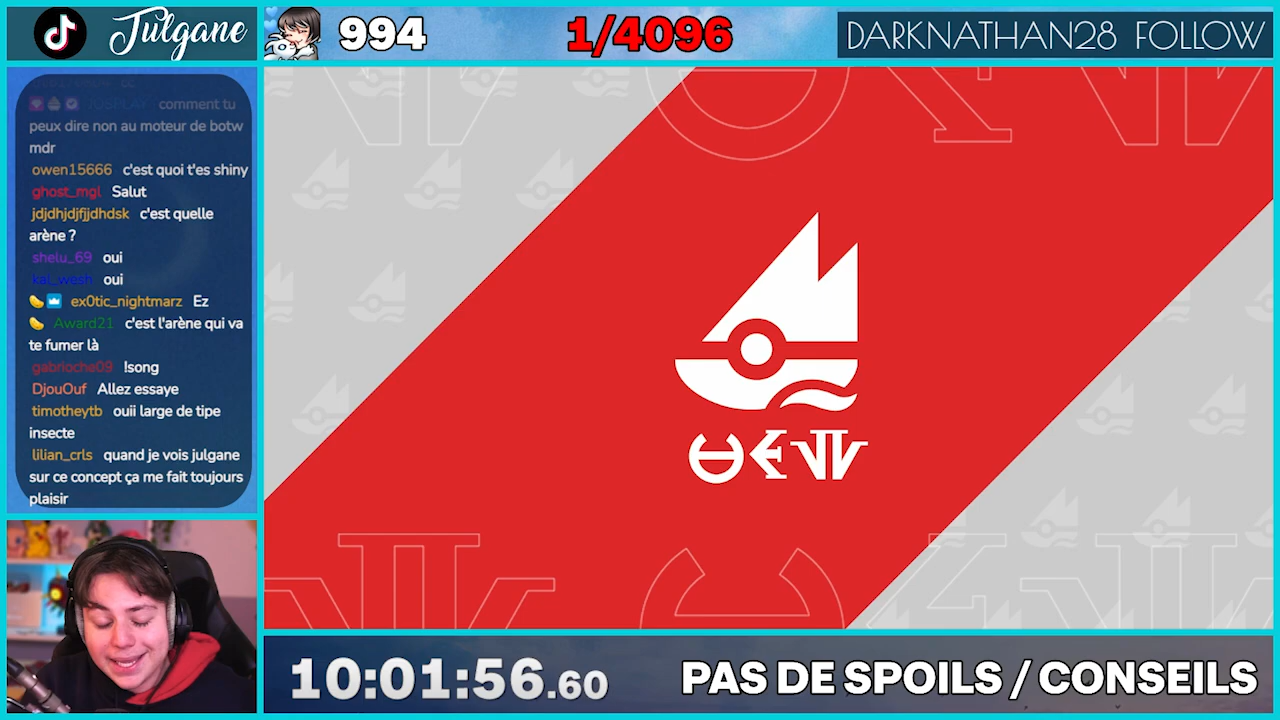 Julgane
994
1/4096
DARKNATHAN28 FOLLOW
comment tu
peux dire non au moteur de botw
mdr
owen15666 c'est quoi t'es shiny
ghost_mgl Salut
jdjdhjdjfjjdhdsk c'est quelle
arène ?
shelu_69 oui
kai_wesh oui
ex0tic_nightmarz Ez
Award21 c'est l'arène qui va
te fumer là
gabrioche09 !song
DjouOuf Allez essaye
timotheytb ouii large de tipe
insecte
lilian_crls quand je vois julgane
sur ce concept ça me fait toujours
plaisir
10:01:56.60
PAS DE SPOILS / CONSEILS